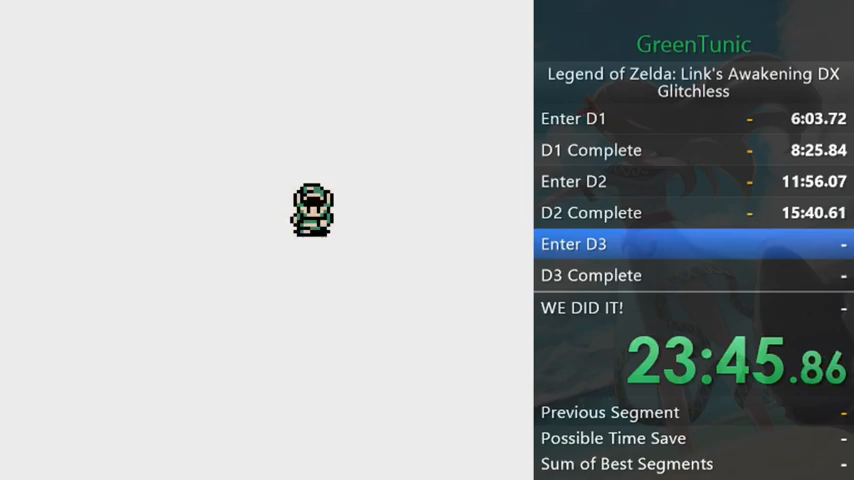 GreenTunic
Legend of Zelda: Link's Awakening DX
Glitchless
Enter D1 - 6:03.72
D1 Complete - 8:25.84
Enter D2 - 11:56.07
D2 Complete - 15:40.61
Enter D3 -
D3 Complete -
WE DID IT! -
23:45.86
Previous Segment -
Possible Time Save -
Sum of Best Segments -